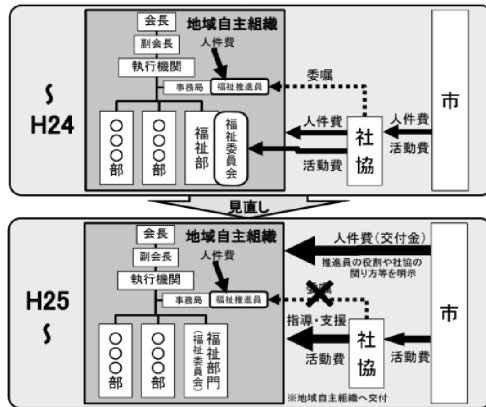 会長
地域自主組織
副会長
人件費
執行機関
事務局
福祉推進員
委嘱
〜
H24
〇〇〇部
〇〇〇部
福祉部
福祉委員会
人件費
活動費
社協
人件費
活動費
市
見直し
会長
地域自主組織
副会長
人件費
執行機関
事務局
福祉推進員
人件費(交付金)
推進員の役割や社協の
関り方等を明示
委嘱
H25
〜
〇〇〇部
〇〇〇部
福祉部門
(福祉委員会)
指導・支援
活動費
社協
活動費
市
※地域自主組織へ交付